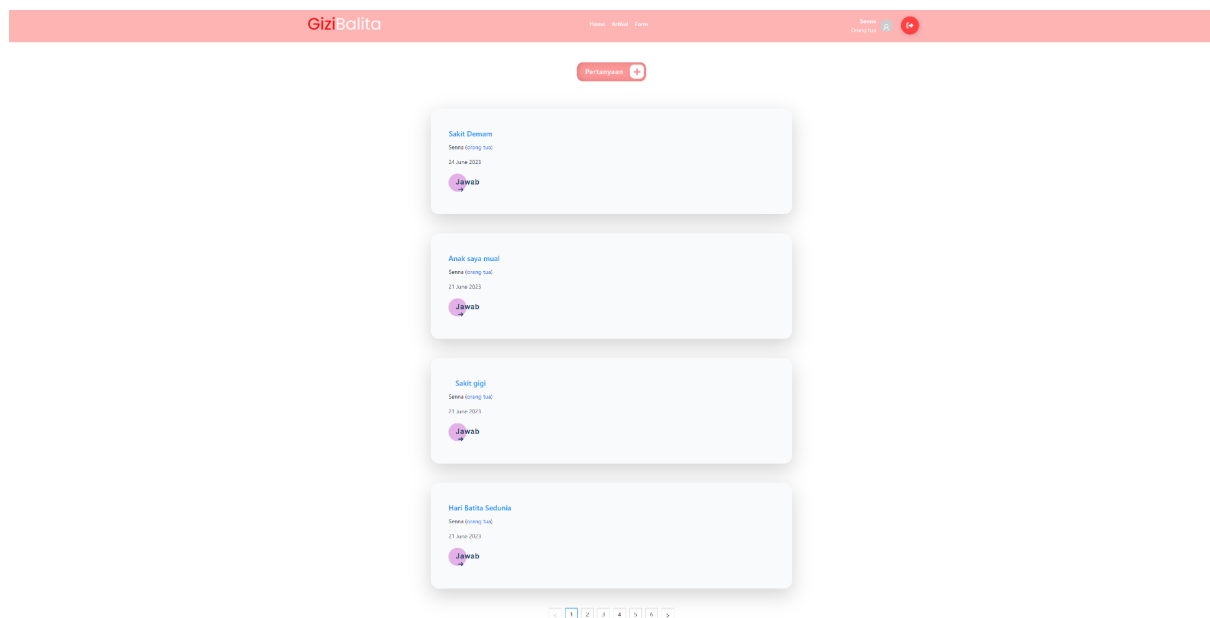 GiziBalita
Home Artikel Form
Senna
Orang tua
Pertanyaan +
Sakit Demam
Senna (orang tua)
24 June 2023
Jawab
→
Anak saya mual
Senna (orang tua)
21 June 2023
Jawab
→
Sakit gigi
Senna (orang tua)
21 June 2023
Jawab
→
Hari Batita Sedunia
Senna (orang tua)
21 June 2023
Jawab
→
< 1 2 3 4 5 6 >